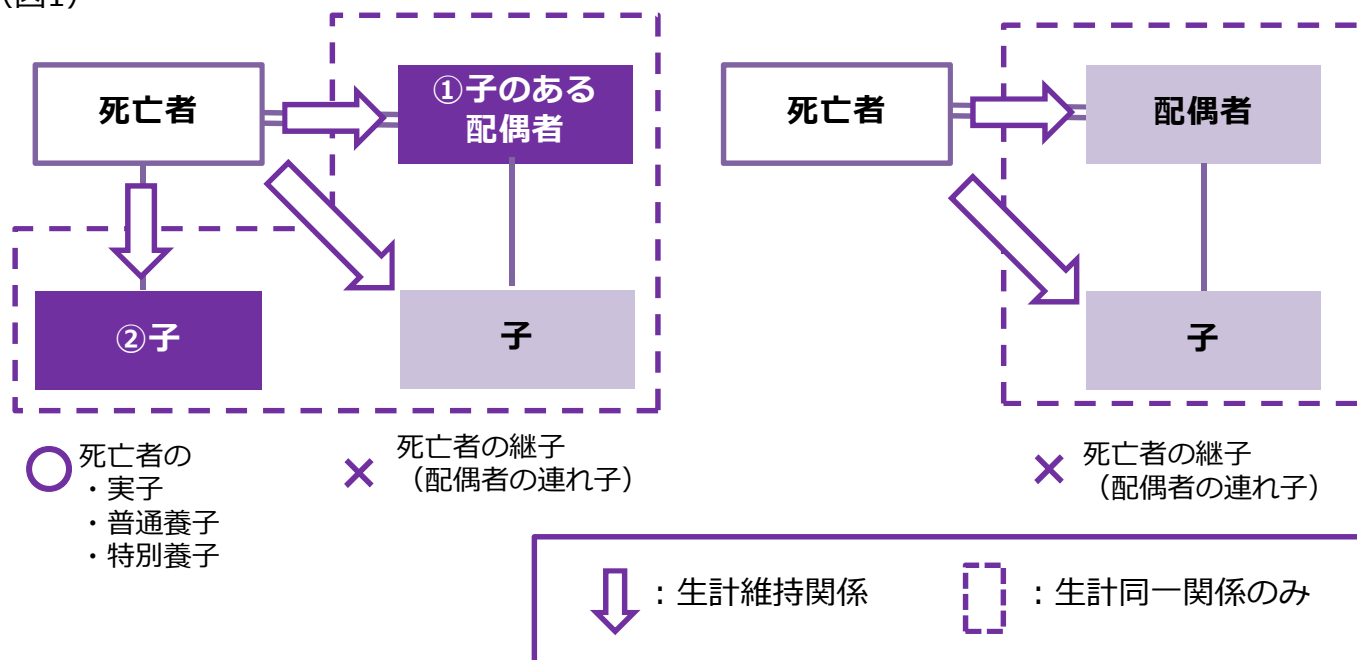 (図1)
死亡者
①子のある
配偶者
②子
子
死亡者
配偶者
子
死亡者の
・実子
・普通養子
・特別養子
× 死亡者の継子
(配偶者の連れ子)
× 死亡者の継子
(配偶者の連れ子)
:生計維持関係
:生計同一関係のみ